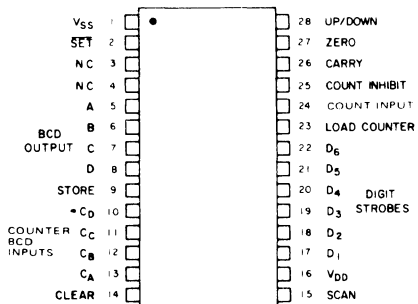 VSS 1 28 UP/DOWN
SET 2 27 ZERO
NC 3 26 CARRY
NC 4 25 COUNT INHIBIT
A 5 24 COUNT INPUT
B 6 23 LOAD COUNTER
BCD OUTPUT
C 7 22 D6
D 8 21 D5
STORE 9 20 D4
DIGIT STROBES
•CD 10 19 D3
COUNTER BCD INPUTS
CC 11 18 D2
CB 12 17 D1
CA 13 16 VDD
CLEAR 14 15 SCAN